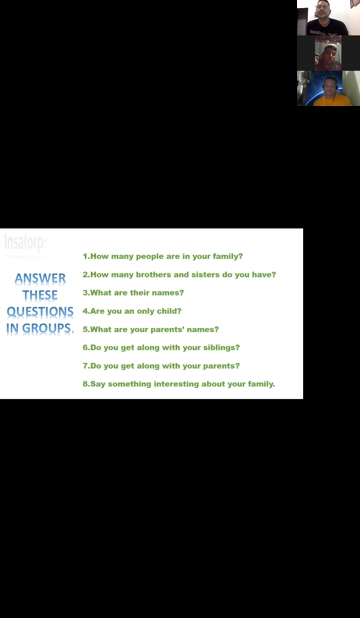 Insaforp
ANSWER
THESE
QUESTIONS
IN GROUPS.
1.How many people are in your family?
2.How many brothers and sisters do you have?
3.What are their names?
4.Are you an only child?
5.What are your parents' names?
6.Do you get along with your siblings?
7.Do you get along with your parents?
8.Say something interesting about your family.